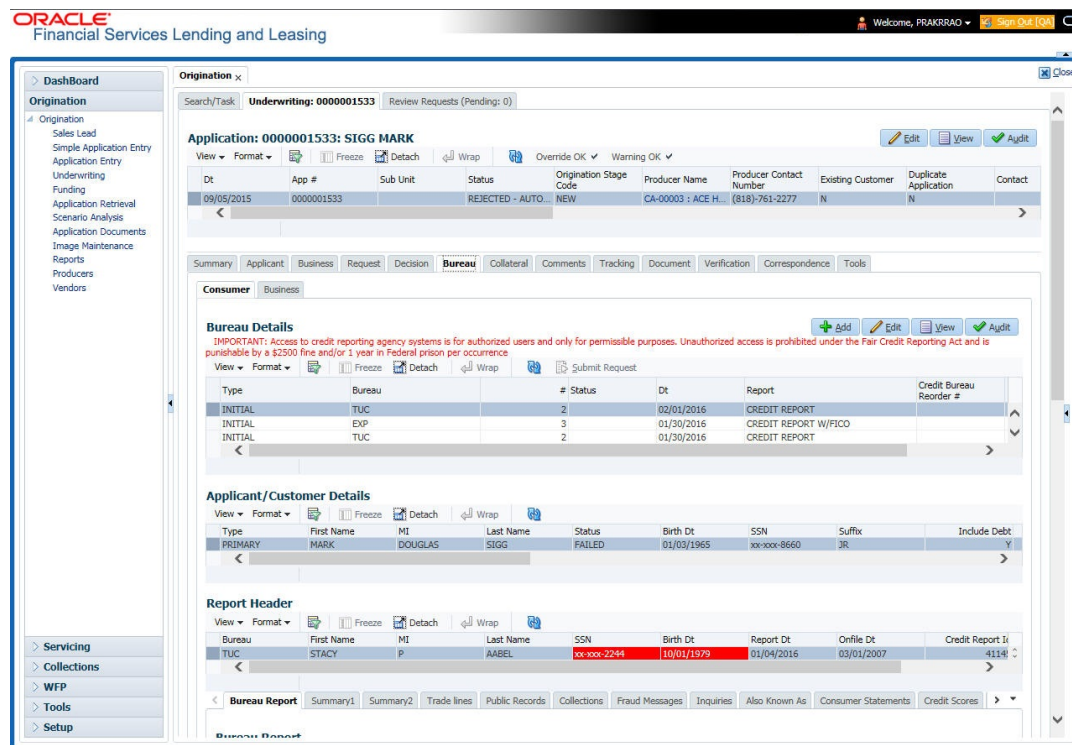 ORACLE
Financial Services Lending and Leasing
Welcome, PRAKRRAO
Sign Out [QA]
Close
DashBoard
Origination
Origination
Sales Lead
Simple Application Entry
Application Entry
Underwriting
Funding
Application Retrieval
Scenario Analysis
Application Documents
Image Maintenance
Reports
Producers
Vendors
Servicing
Collections
WFP
Tools
Setup
Origination
Search/Task Underwriting: 0000001533 Review Requests (Pending: 0)
Application: 0000001533: SIGG MARK
Edit View Audit
View Format Freeze Detach Wrap Override OK Warning OK
Dt App # Sub Unit Status Origination Stage Code Producer Name Producer Contact Number Existing Customer Duplicate Application Contact
09/05/2015 0000001533 REJECTED - AUTO... NEW CA-00003 : ACE H... (818)-761-2277 N N
Summary Applicant Business Request Decision Bureau Collateral Comments Tracking Document Verification Correspondence Tools
Consumer Business
Bureau Details
Add Edit View Audit
IMPORTANT: Access to credit reporting agency systems is for authorized users and only for permissible purposes. Unauthorized access is prohibited under the Fair Credit Reporting Act and is
punishable by a $2500 fine and/or 1 year in Federal prison per occurrence
View Format Freeze Detach Wrap Submit Request
Type Bureau # Status Dt Report Credit Bureau Reorder #
INITIAL TUC 2 02/01/2016 CREDIT REPORT
INITIAL EXP 3 01/30/2016 CREDIT REPORT W/FICO
INITIAL TUC 2 01/30/2016 CREDIT REPORT
Applicant/Customer Details
View Format Freeze Detach Wrap
Type First Name MI Last Name Status Birth Dt SSN Suffix Include Debt
PRIMARY MARK DOUGLAS SIGG FAILED 01/03/1965 xx-xxx-8660 JR Y
Report Header
View Format Freeze Detach Wrap
Bureau First Name MI Last Name SSN Birth Dt Report Dt Onfile Dt Credit Report
TUC STACY P AABEL xx-xxx-2244 10/01/1979 01/04/2016 03/01/2007
Bureau Report Summary1 Summary2 Trade lines Public Records Collections Fraud Messages Inquiries Also Known As Consumer Statements Credit Scores
Bureau Report